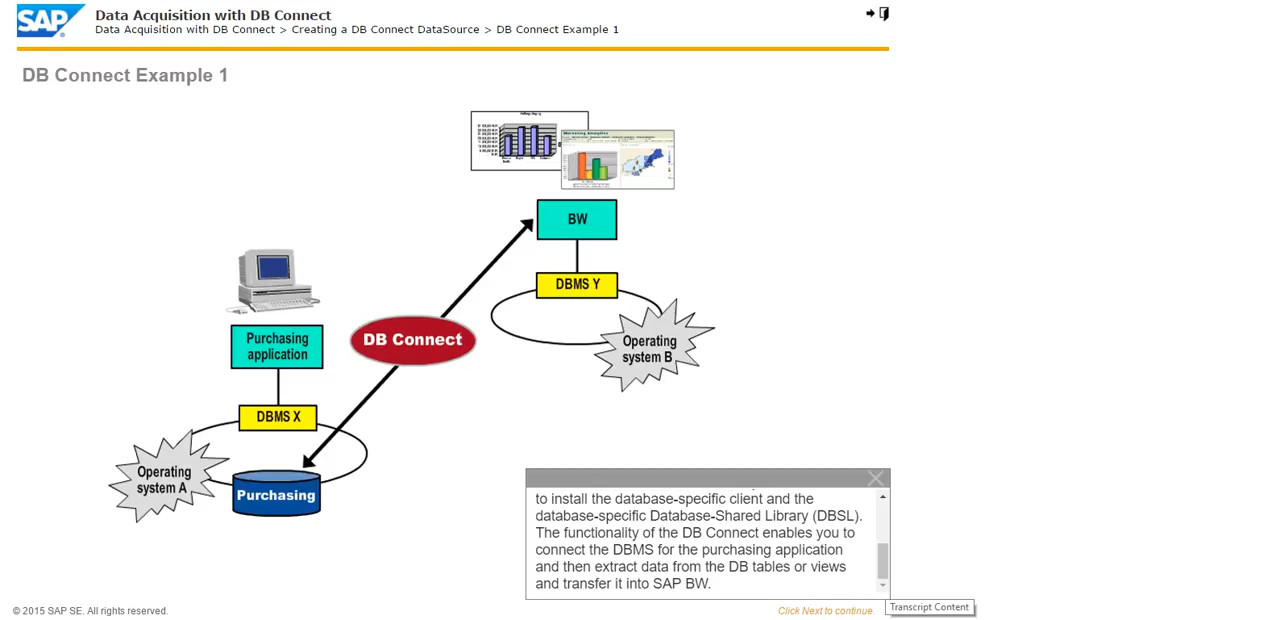 SAP
Data Acquisition with DB Connect
Data Acquisition with DB Connect > Creating a DB Connect DataSource > DB Connect Example 1
DB Connect Example 1
Marketing Analytics
BW
DBMS Y
Operating
system B
DB Connect
Purchasing
application
DBMS X
Operating
system A
Purchasing
to install the database-specific client and the
database-specific Database-Shared Library (DBSL).
The functionality of the DB Connect enables you to
connect the DBMS for the purchasing application
and then extract data from the DB tables or views
and transfer it into SAP BW.
© 2015 SAP SE. All rights reserved.
Click Next to continue
Transcript Content